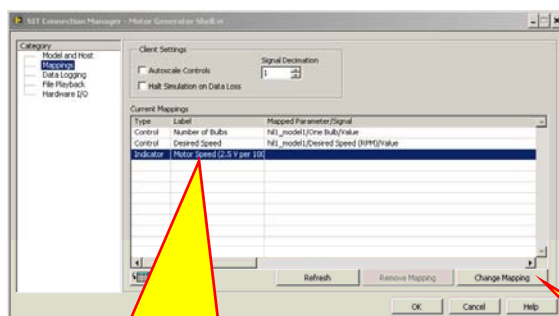 SIT Connection Manager - Motor Generator Shell.vi
Category
Model and Host
Mappings
Data Logging
File Playback
Hardware I/O
Client Settings
Autoscale Controls
Halt Simulation on Data Loss
Signal Decimation
1
Current Mappings
Type Label Mapped Parameter/Signal
Control Number of Bulbs hil1_model1/One Bulb/Value
Control Desired Speed hil1_model1/Desired Speed (RPM)/Value
Indicator Motor Speed (2.5 V per 100
Refresh Remove Mapping Change Mapping
OK Cancel Help